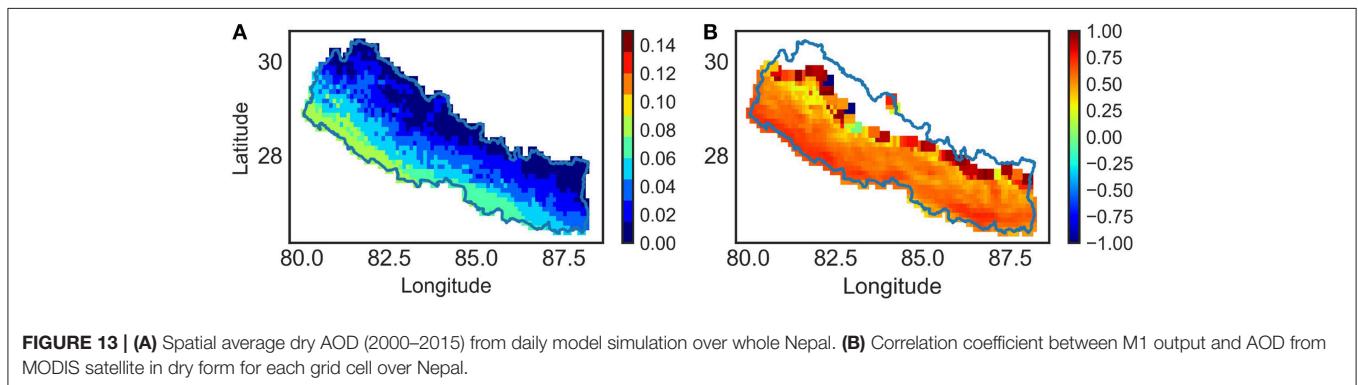 A
B
0.14
0.12
0.10
0.08
0.06
0.04
0.02
0.00
1.00
0.75
0.50
0.25
0.00
−0.25
−0.50
−0.75
−1.00
30
28
Latitude
80.0 82.5 85.0 87.5
Longitude
30
28
80.0 82.5 85.0 87.5
Longitude
FIGURE 13 | (A) Spatial average dry AOD (2000–2015) from daily model simulation over whole Nepal. (B) Correlation coefficient between M1 output and AOD from
MODIS satellite in dry form for each grid cell over Nepal.